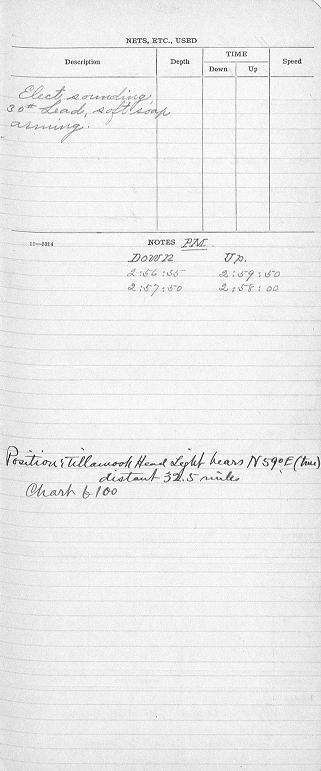 NETS, ETC., USED
Description Depth TIME Speed
Down Up
Elect, sounding,
30# Lead, soft soap
arming.
11—2314 NOTES PM.
DOWN Up.
2:56:55 2:59:50
2:57:50 2:58:00
Position: Tillamook Head Light bears N59°E (true)
distant 32.5 miles
Chart 6100